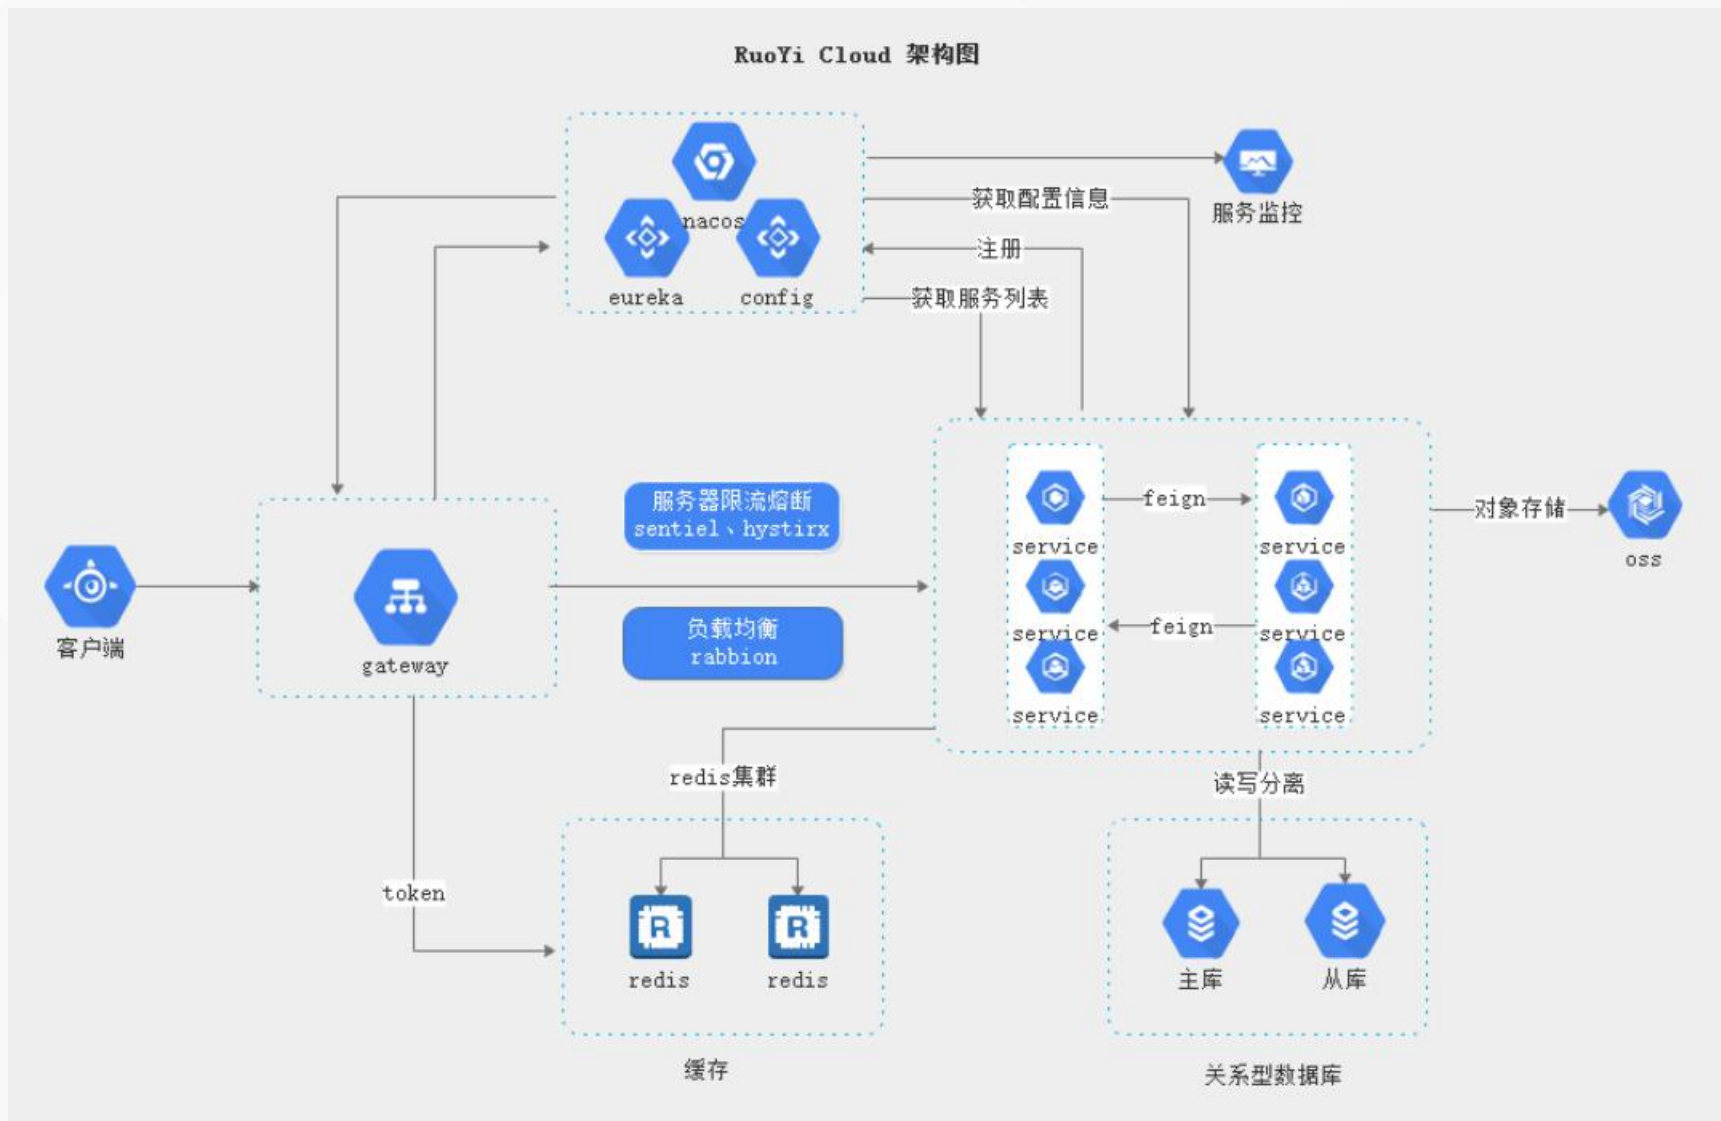 RuoYi Cloud 架构图
nacos
eureka
config
服务监控
获取配置信息
注册
获取服务列表
服务器限流熔断
sentiel、hystirx
负载均衡
rabbion
客户端
gateway
service
service
service
feign
feign
service
service
service
对象存储
oss
redis集群
读写分离
token
redis
redis
主库
从库
缓存
关系型数据库